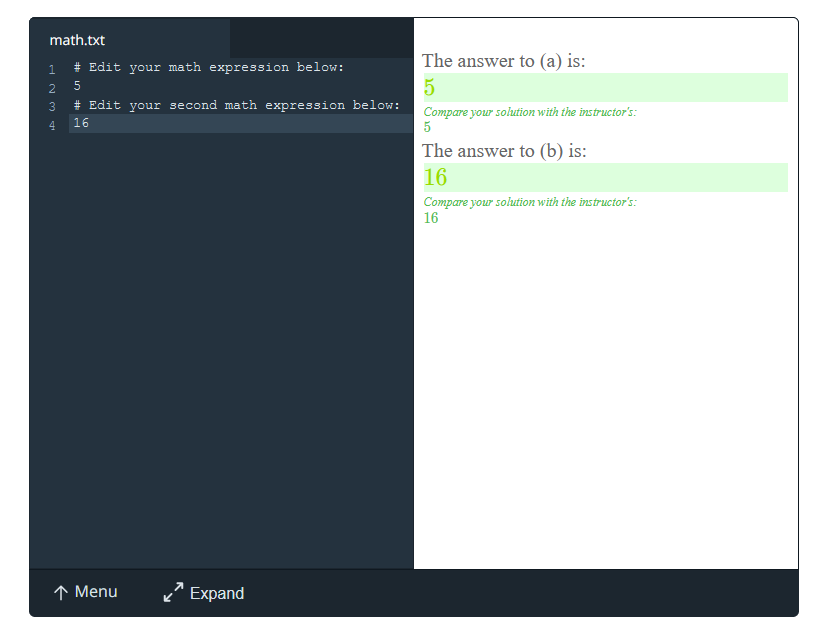 math.txt
1 # Edit your math expression below:
2 5
3 # Edit your second math expression below:
4 16
The answer to (a) is:
5
Compare your solution with the instructor's:
5
The answer to (b) is:
16
Compare your solution with the instructor's:
16
Menu
Expand